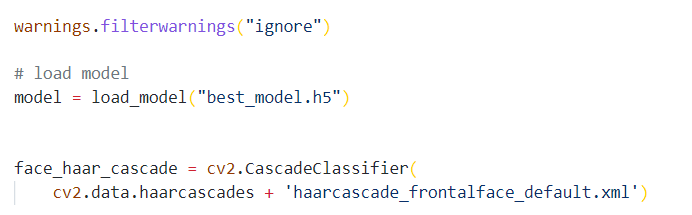 warnings.filterwarnings("ignore")
# load model
model = load_model("best_model.h5")
face_haar_cascade = cv2.CascadeClassifier(
    cv2.data.haarcascades + 'haarcascade_frontalface_default.xml')